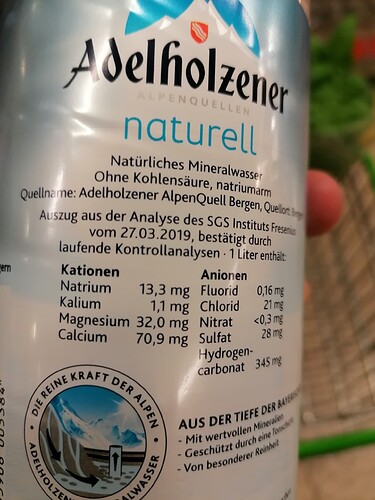 Adelholzener
ALPENQUELLEN
naturell
Natürliches Mineralwasser
Ohne Kohlensäure, natriumarm
Quellname: Adelholzener AlpenQuell Bergen, Quellort:
Auszug aus der Analyse des SGS Instituts Fresenius
vom 27.03.2019, bestätigt durch
laufende Kontrollanalysen · 1 Liter enthält:
Kationen
Natrium 13,3 mg
Kalium 1,1 mg
Magnesium 32,0 mg
Calcium 70,9 mg
Anionen
Fluorid 0,16 mg
Chlorid 21 mg
Nitrat <0,3 mg
Sulfat 28 mg
Hydrogen-
carbonat 345 mg
· DIE REINE KRAFT DER ALPEN ·
AUS DER TIEFE DER
- Mit wertvollen Mineralien
- Geschützt durch eine
- Von besonderer Reinheit